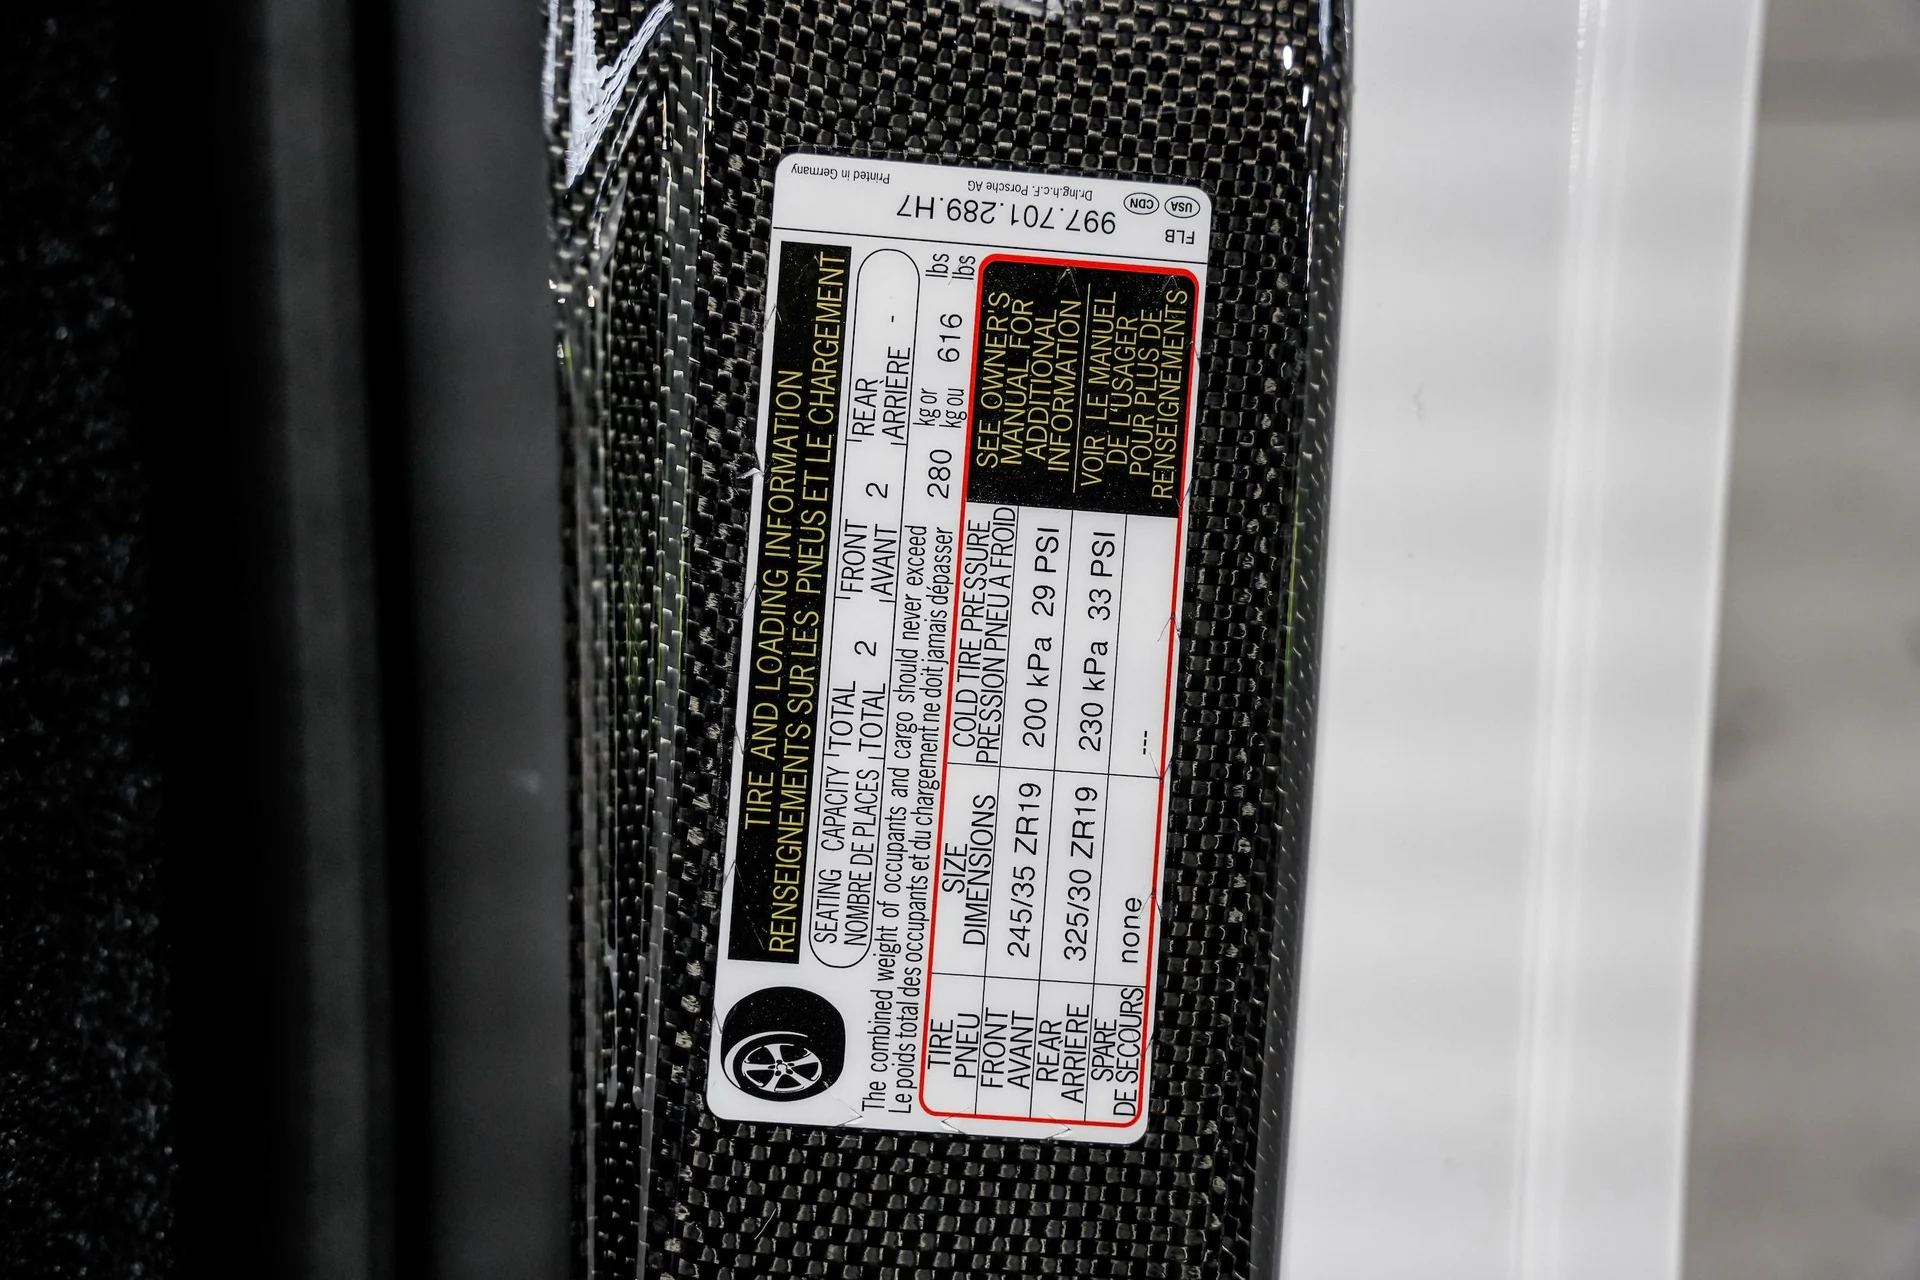 TIRE AND LOADING INFORMATION
RENSEIGNEMENTS SUR LES PNEUS ET LE CHARGEMENT
SEATING CAPACITY TOTAL 2 FRONT 2 REAR -
NOMBRE DE PLACES TOTAL AVANT ARRIÈRE
The combined weight of occupants and cargo should never exceed 280 kg or 616 lbs
Le poids total des occupants et du chargement ne doit jamais dépasser kg ou lbs
TIRE SIZE COLD TIRE PRESSURE
PNEU DIMENSIONS PRESSION PNEU A FROID
FRONT
AVANT 245/35 ZR19 200 kPa 29 PSI
REAR
ARRIERE 325/30 ZR19 230 kPa 33 PSI
SPARE
DE SECOURS none ---
SEE OWNER'S
MANUAL FOR
ADDITIONAL
INFORMATION
VOIR LE MANUEL
DE L'USAGER
POUR PLUS DE
RENSEIGNEMENTS
FLB 997.701.289.H7
USA CDN Dr.Ing.h.c.F. Porsche AG Printed in Germany